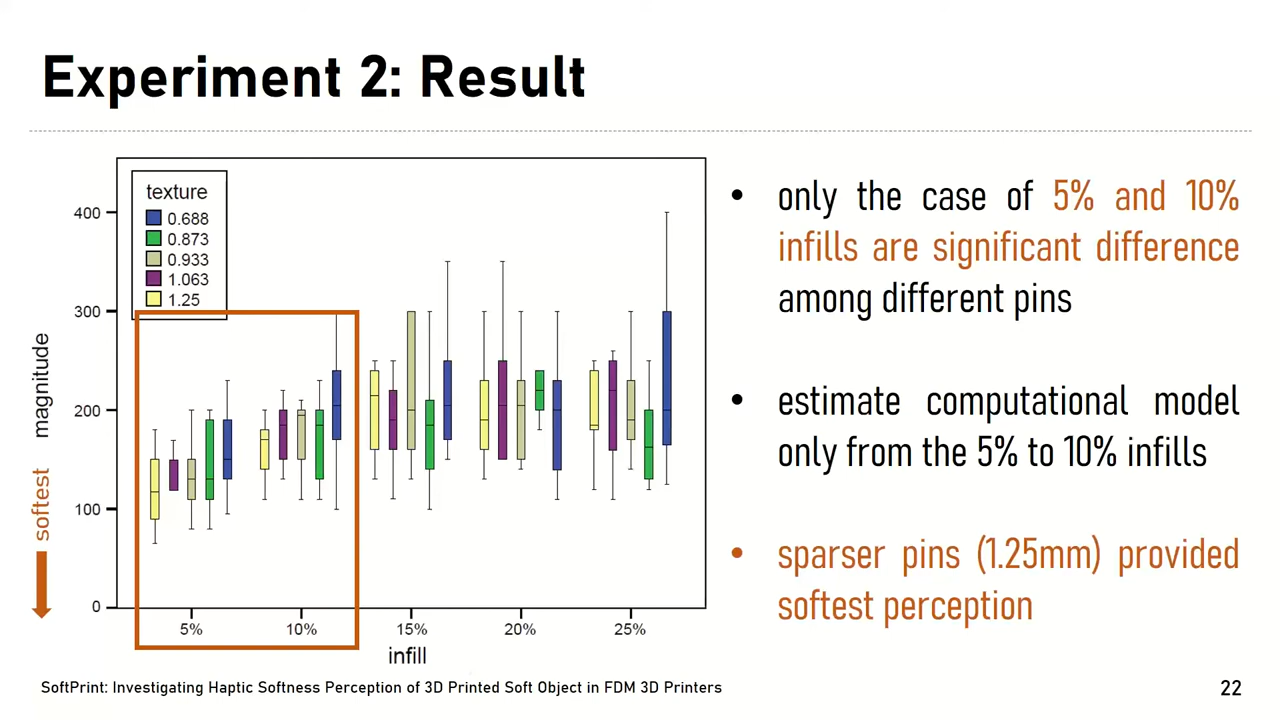 Experiment 2: Result
texture
0.688
0.873
0.933
1.063
1.25
400
300
200
100
0
magnitude
softest
5%
10%
15%
20%
25%
infill
• only the case of 5% and 10%
infills are significant difference
among different pins
• estimate computational model
only from the 5% to 10% infills
• sparser pins (1.25mm) provided
softest perception
SoftPrint: Investigating Haptic Softness Perception of 3D Printed Soft Object in FDM 3D Printers
22